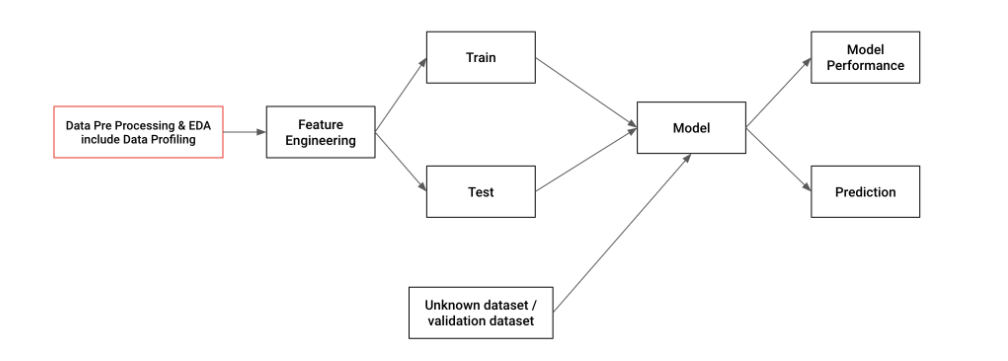 Data Pre Processing & EDA
include Data Profiling
Feature
Engineering
Train
Test
Unknown dataset /
validation dataset
Model
Model
Performance
Prediction